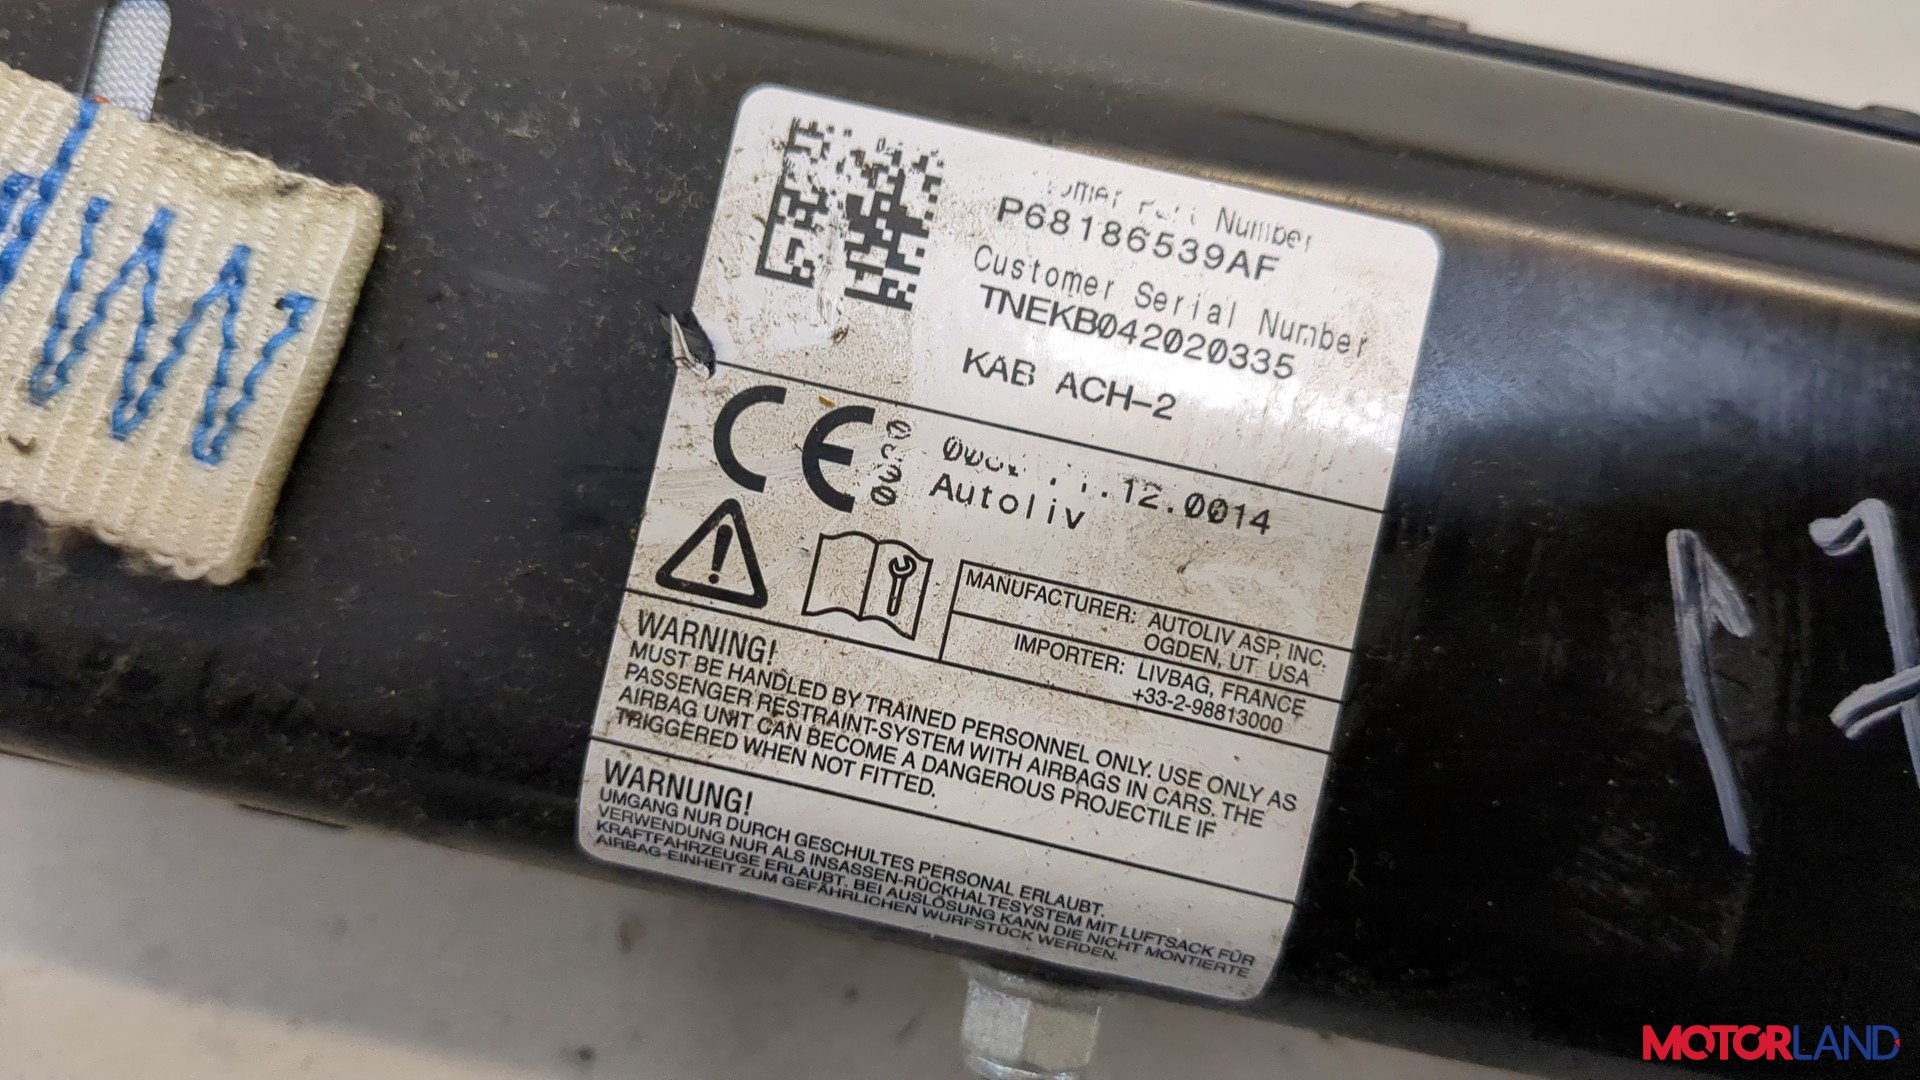 Number
P68186539AF
Customer Serial Number
TNEKB042020335
KAB ACH-2
CE
12.0014
Autoliv
MANUFACTURER: AUTOLIV ASP, INC.
OGDEN, UT USA
IMPORTER: LIVBAG, FRANCE
+33-2-98813000
WARNING!
MUST BE HANDLED BY TRAINED PERSONNEL ONLY. USE ONLY AS
PASSENGER RESTRAINT-SYSTEM WITH AIRBAGS IN CARS. THE
AIRBAG UNIT CAN BECOME A DANGEROUS PROJECTILE IF
TRIGGERED WHEN NOT FITTED.
WARNUNG!
UMGANG NUR DURCH GESCHULTES PERSONAL ERLAUBT.
VERWENDUNG NUR ALS INSASSEN-RÜCKHALTESYSTEM MIT LUFTSACK FÜR
KRAFTFAHRZEUGE ERLAUBT. BEI AUSLÖSUNG KANN DIE NICHT MONTIERTE
AIRBAG-EINHEIT ZUM GEFÄHRLICHEN WURFSTÜCK WERDEN.
17
MOTORLAND